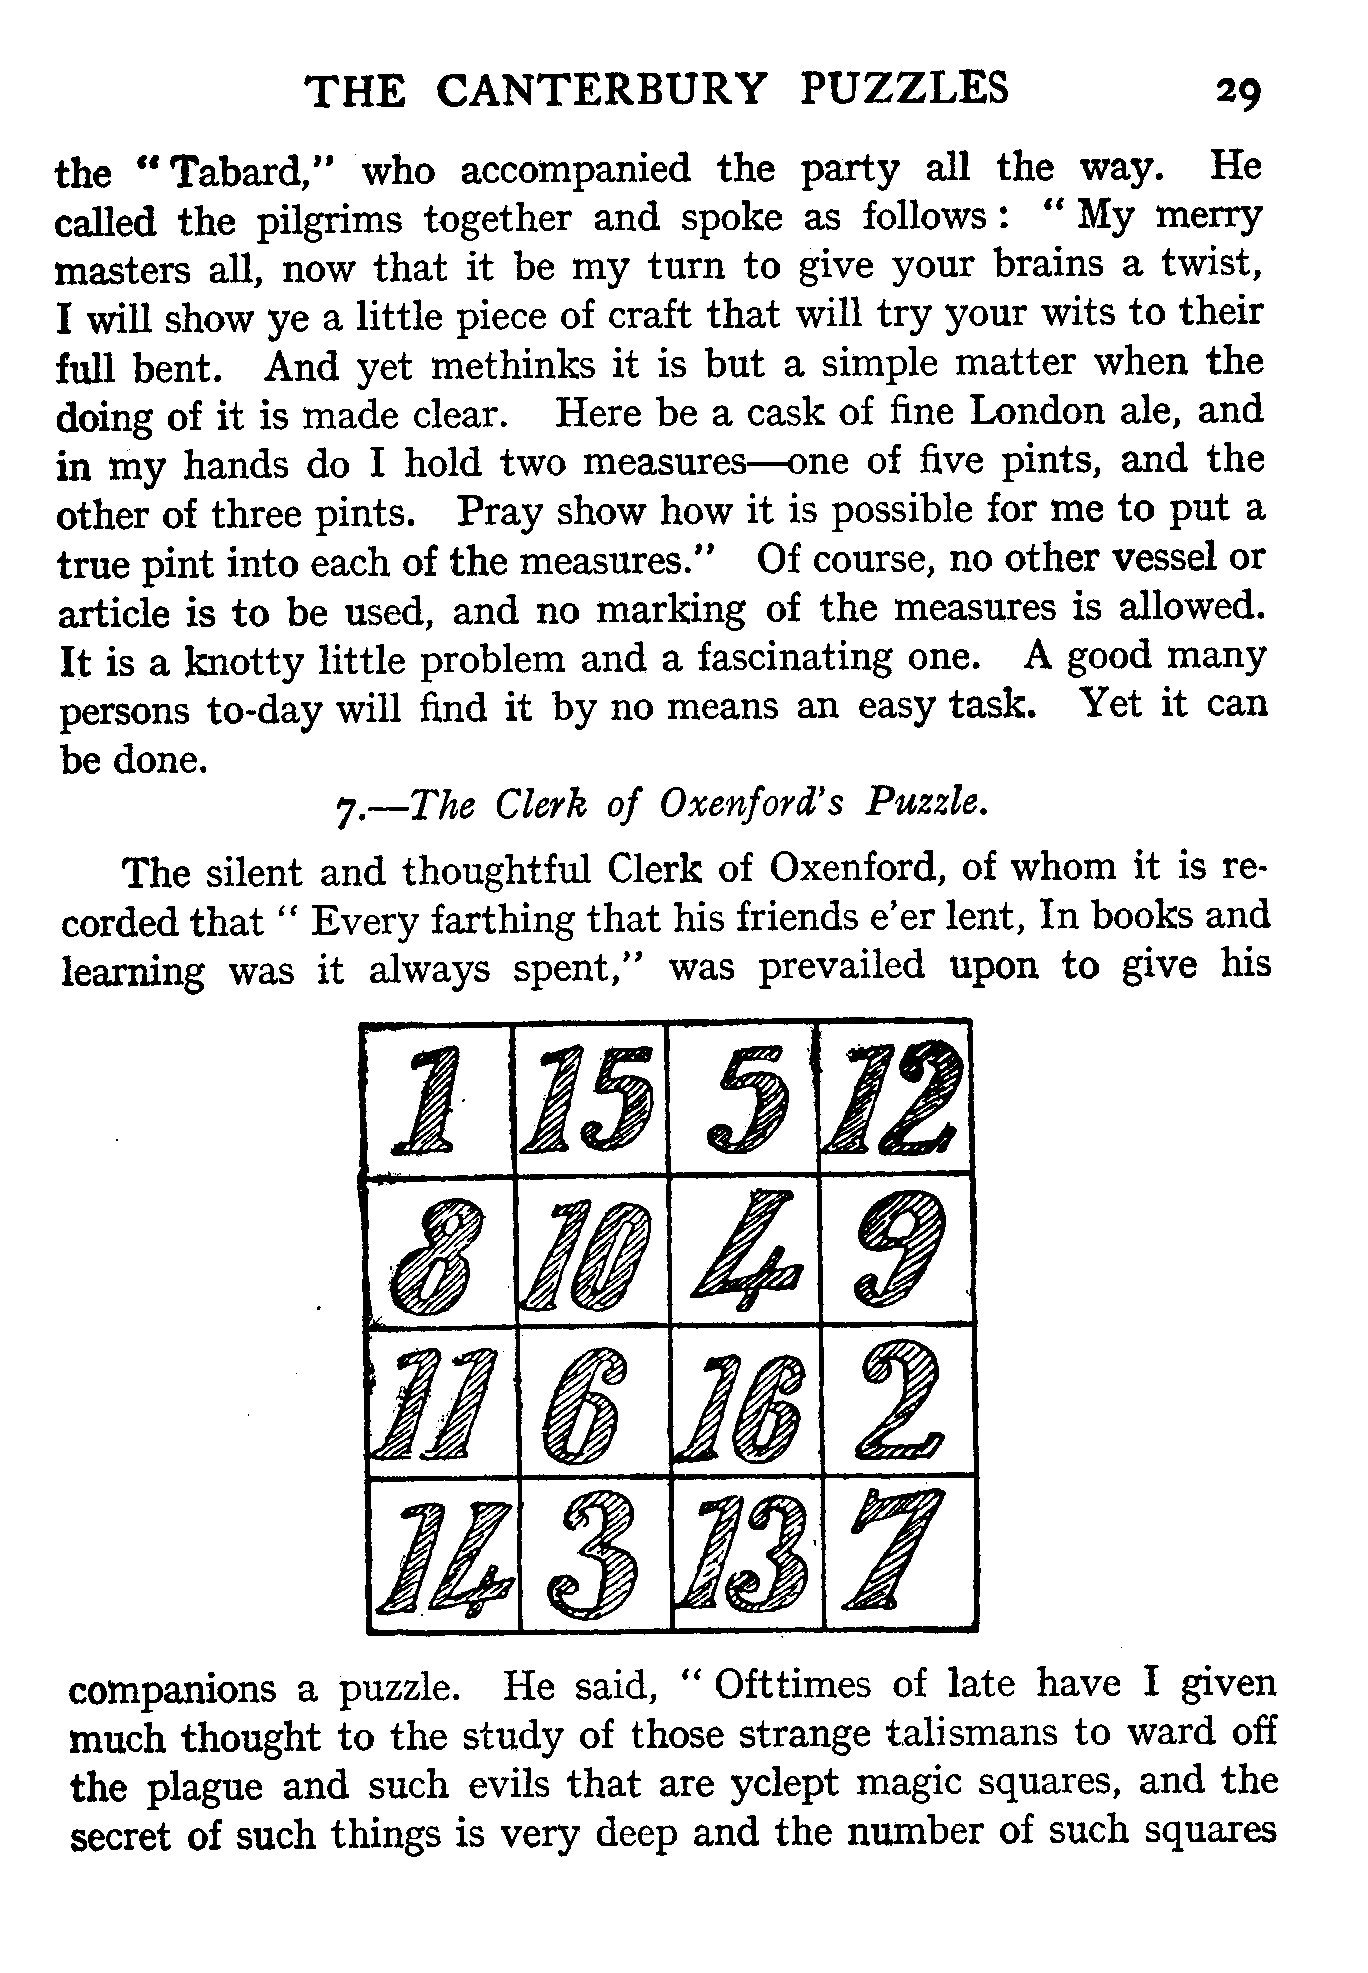 THE CANTERBURY PUZZLES 29
the “ Tabard,” who accompanied the party all the way. He
called the pilgrims together and spoke as follows : “ My merry
masters all, now that it be my turn to give your brains a twist,
I will show ye a little piece of craft that will try your wits to their
full bent. And yet methinks it is but a simple matter when the
doing of it is made clear. Here be a cask of fine London ale, and
in my hands do I hold two measures—one of five pints, and the
other of three pints. Pray show how it is possible for me to put a
true pint into each of the measures.” Of course, no other vessel or
article is to be used, and no marking of the measures is allowed.
It is a knotty little problem and a fascinating one. A good many
persons to-day will find it by no means an easy task. Yet it can
be done.
7.—The Clerk of Oxenford's Puzzle.
The silent and thoughtful Clerk of Oxenford, of whom it is re-
corded that “ Every farthing that his friends e'er lent, In books and
learning was it always spent,” was prevailed upon to give his
1 15 5 12
8 10 4 9
11 6 16 2
14 3 13 7
companions a puzzle. He said, “ Ofttimes of late have I given
much thought to the study of those strange talismans to ward off
the plague and such evils that are yclept magic squares, and the
secret of such things is very deep and the number of such squares